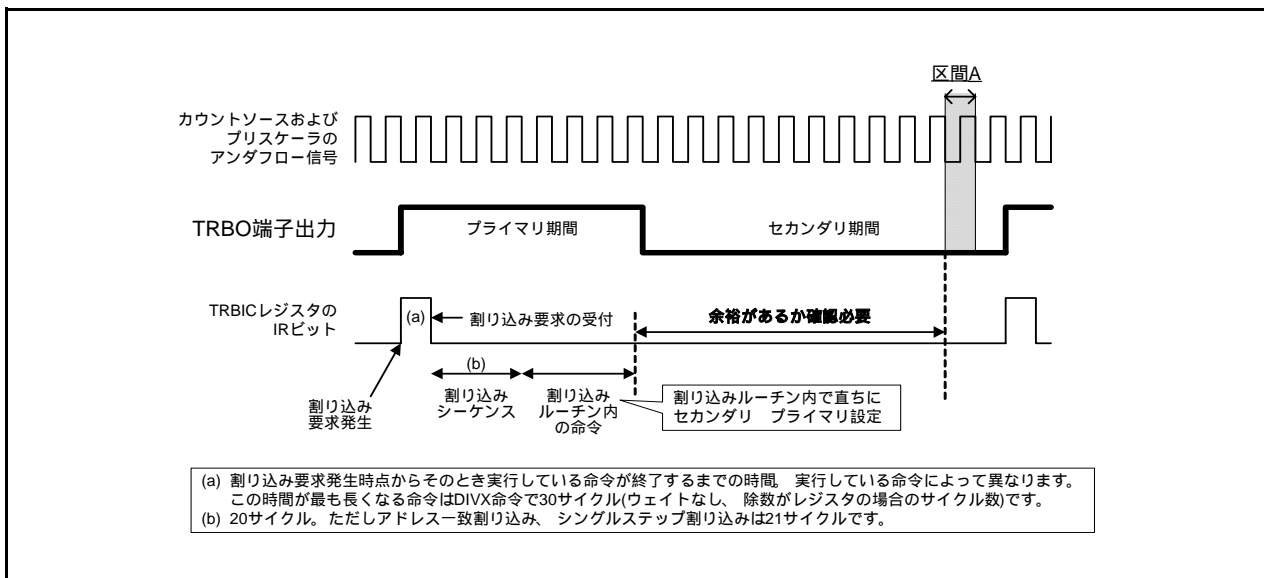 区間A
カウントソースおよび
プリスケーラの
アンダフロー信号
TRBO端子出力
プライマリ期間
セカンダリ期間
TRBICレジスタの
IRビット
(a)
割り込み要求の受付
余裕があるか確認必要
(b)
割り込み
要求発生
割り込み
シーケンス
割り込み
ルーチン内
の命令
割り込みルーチン内で直ちに
セカンダリ　プライマリ設定
(a) 割り込み要求発生時点からそのとき実行している命令が終了するまでの時間。 実行している命令によって異なります。
この時間が最も長くなる命令はDIVX命令で30サイクル(ウェイトなし、 除数がレジスタの場合のサイクル数)です。
(b) 20サイクル。ただしアドレス一致割り込み、 シングルステップ割り込みは21サイクルです。